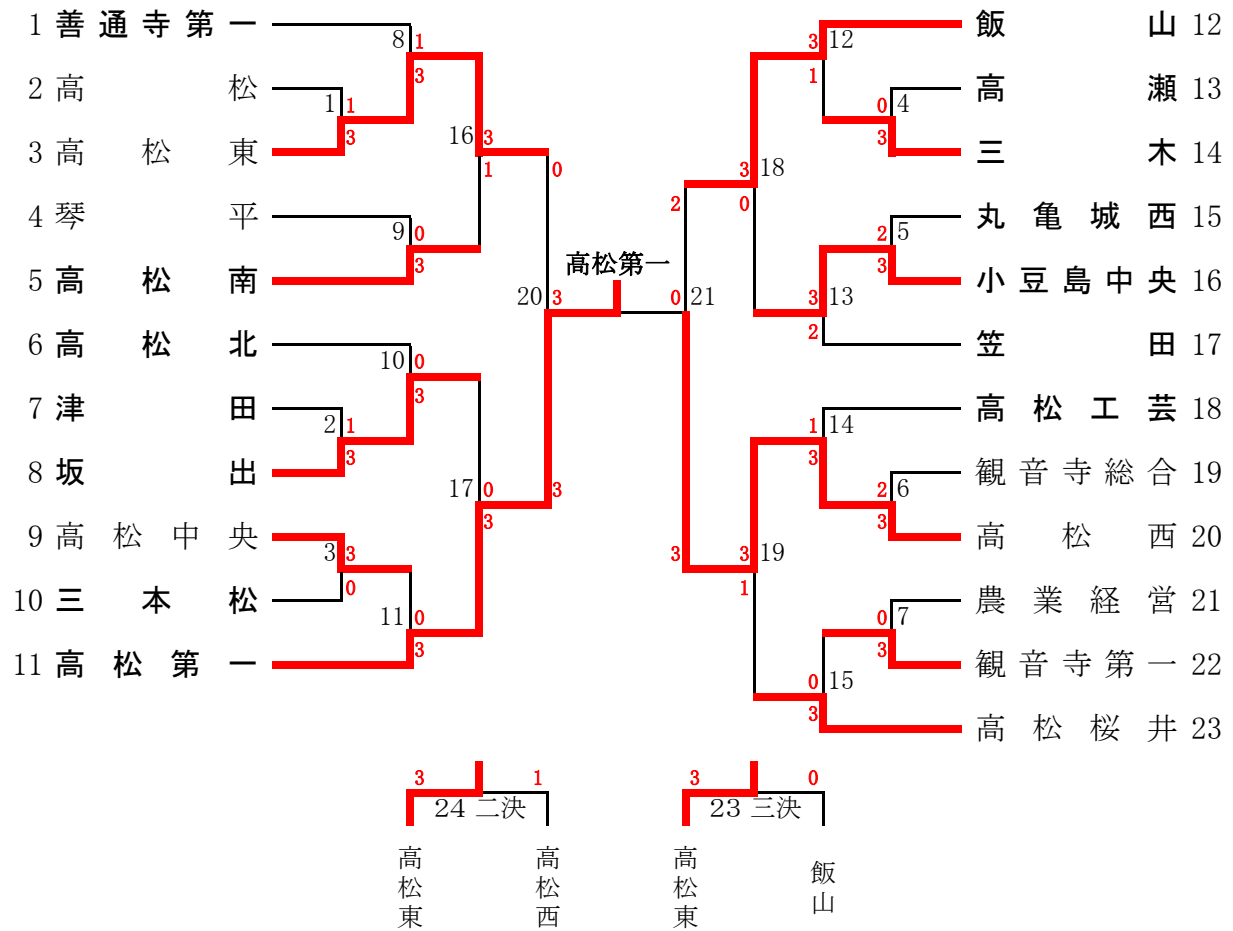 1 善通寺第一
2 高松
3 高松東
4 琴平
5 高松南
6 高松北
7 津田
8 坂出
9 高松中央
10 三本松
11 高松第一
8 1
3
1 1
3
16 3
1
9 0
3
0
20 3
3
10 0
3
2 1
3
17 0
3
3 3
0
11 0
3
高松第一
0 21
2
3
飯山 12
高瀬 13
三木 14
丸亀城西 15
小豆島中央 16
笠田 17
高松工芸 18
観音寺総合 19
高松西 20
農業経営 21
観音寺第一 22
高松桜井 23
3 12
1
0 4
3
3 18
0
2 5
3
3 13
2
1 14
3
2 6
3
3 19
1
0 7
3
0 15
3
3 1
24 二決
高松東
高松西
3 0
23 三決
高松東
飯山